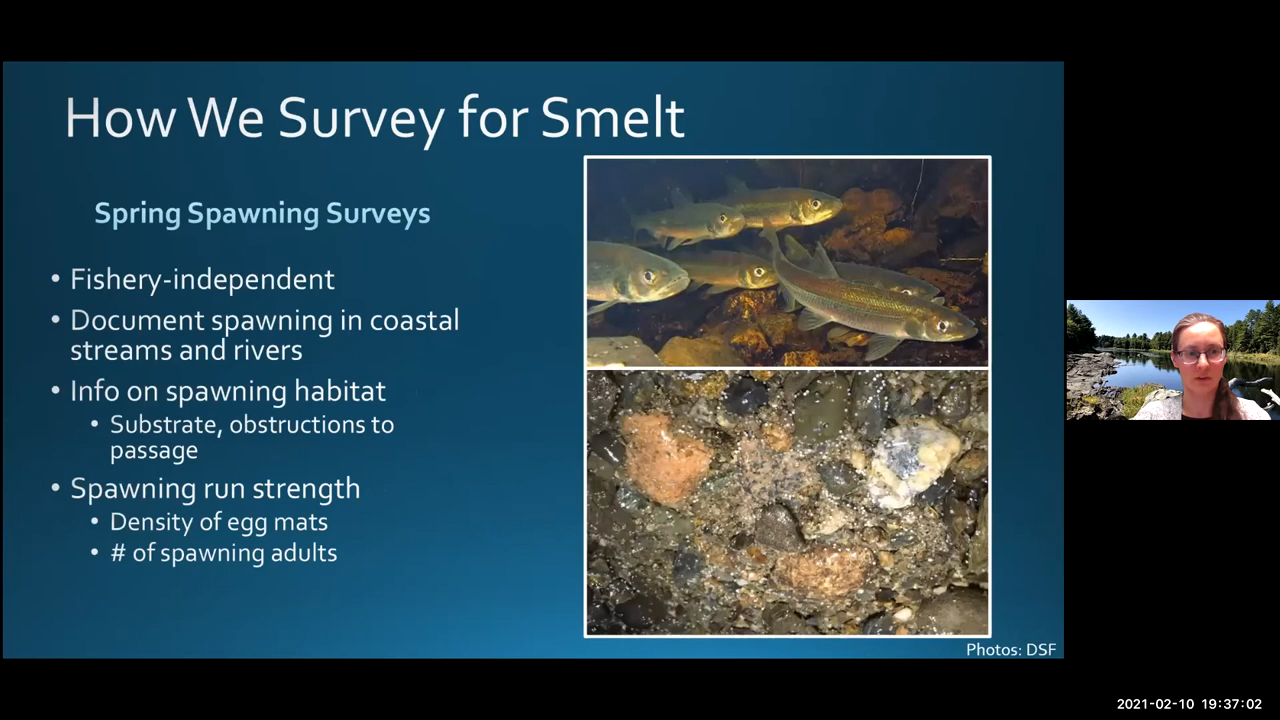 How We Survey for Smelt
Spring Spawning Surveys
• Fishery-independent
• Document spawning in coastal
streams and rivers
• Info on spawning habitat
• Substrate, obstructions to
passage
• Spawning run strength
• Density of egg mats
• # of spawning adults
Photos: DSF
2021-02-10 19:37:02